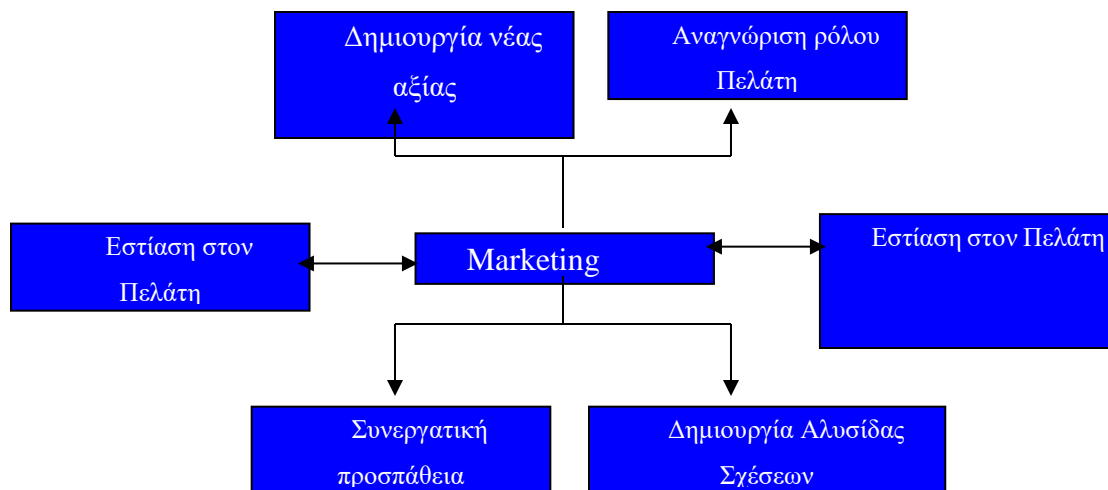 Δημιουργία νέας
αξίας
Αναγνώριση ρόλου
Πελάτη
Εστίαση στον
Πελάτη
Marketing
Εστίαση στον Πελάτη
Συνεργατική
προσπάθεια
Δημιουργία Αλυσίδας
Σχέσεων